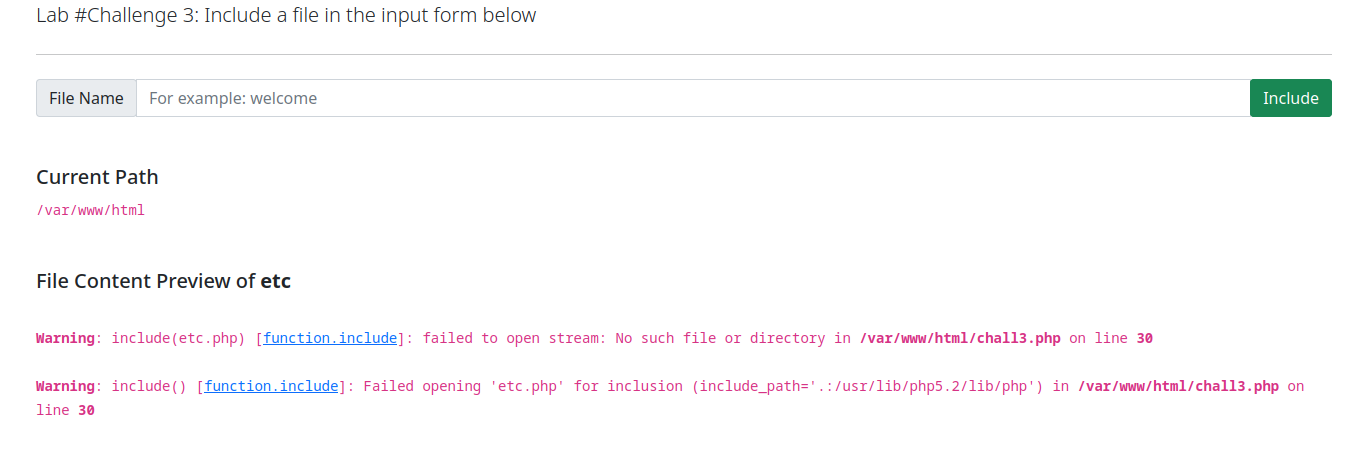 Lab #Challenge 3: Include a file in the input form below
File Name For example: welcome Include
Current Path
/var/www/html
File Content Preview of etc
Warning: include(etc.php) [function.include]: failed to open stream: No such file or directory in /var/www/html/chall3.php on line 30
Warning: include() [function.include]: Failed opening 'etc.php' for inclusion (include_path='.:/usr/lib/php5.2/lib/php') in /var/www/html/chall3.php on
line 30